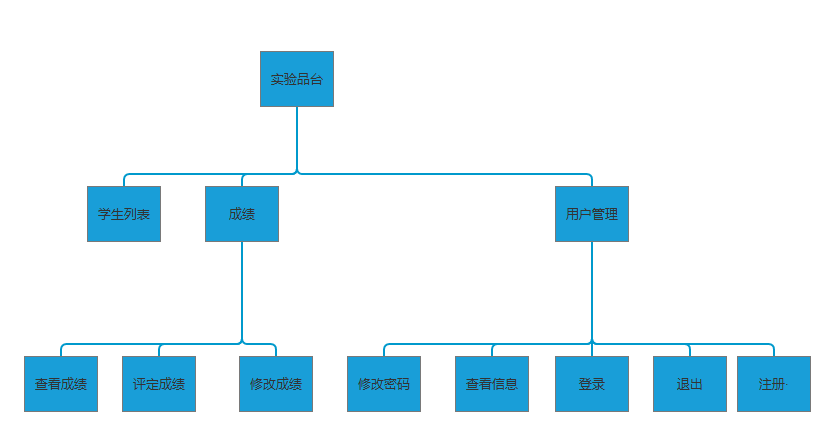 实验品台
学生列表
成绩
用户管理
查看成绩
评定成绩
修改成绩
修改密码
查看信息
登录
退出
注册